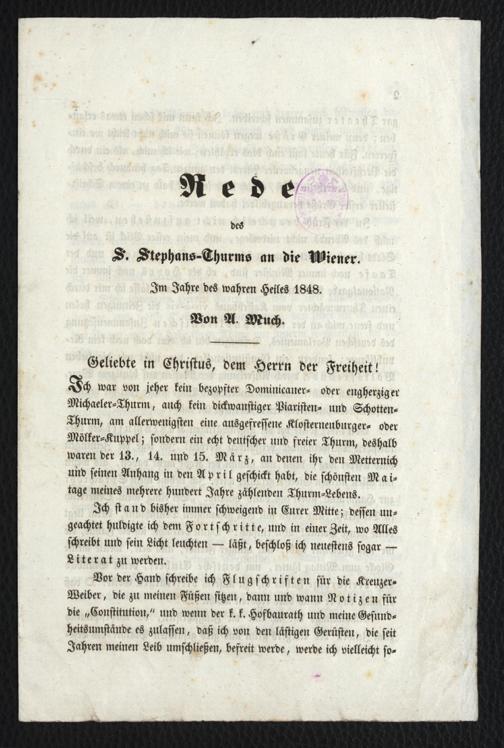 Rede
des
S. Stephans-Thurms an die Wiener.
Im Jahre des wahren Heiles 1848.
Von A. Much.
Geliebte in Christus, dem Herrn der Freiheit!
Ich war von jeher kein bezopfter Dominicaner- oder engherziger
Michaeler-Thurm, auch kein dickwanstiger Piaristen- und Schotten-
Thurm, am allerwenigsten eine ausgefressene Klosterneuburger- oder
Mölker-Kuppel; sondern ein echt deutscher und freier Thurm, deshalb
waren der 13., 14. und 15. März, an denen ihr den Metternich
und seinen Anhang in den April geschickt habt, die schönsten Mai-
tage meines mehrere hundert Jahre zählenden Thurm-Lebens.
Ich stand bisher immer schweigend in Eurer Mitte; dessen un-
geachtet huldigte ich dem Fortschritte, und in einer Zeit, wo Alles
schreibt und sein Licht leuchten — läßt, beschloß ich neuestens sogar —
Literat zu werden.
Vor der Hand schreibe ich Flugschriften für die Kreuzer-
Weiber, die zu meinen Füßen sitzen, dann und wann Notizen für
die „Constitution," und wenn der k. k. Hofbaurath und meine Gesund-
heitsumstände es zulassen, daß ich von den lästigen Gerüsten, die seit
Jahren meinen Leib umschließen, befreit werde, werde ich vielleicht so-